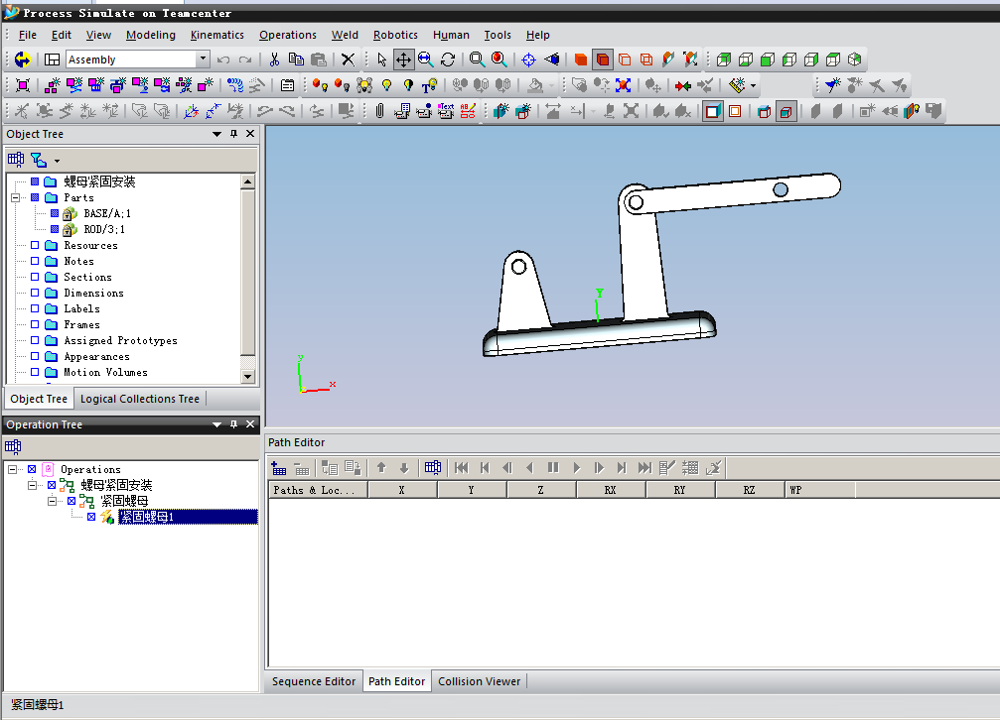 Process Simulate on Teamcenter
File Edit View Modeling Kinematics Operations Weld Robotics Human Tools Help
Assembly
Object Tree
螺母紧固安装
Parts
BASE/A;1
ROD/3;1
Resources
Notes
Sections
Dimensions
Labels
Frames
Assigned Prototypes
Appearances
Motion Volumes
Object Tree Logical Collections Tree
Y
y
x
Operation Tree
Operations
螺母紧固安装
紧固螺母
紧固螺母1
Path Editor
Paths & Loc... X Y Z RX RY RZ WP
Sequence Editor Path Editor Collision Viewer
紧固螺母1